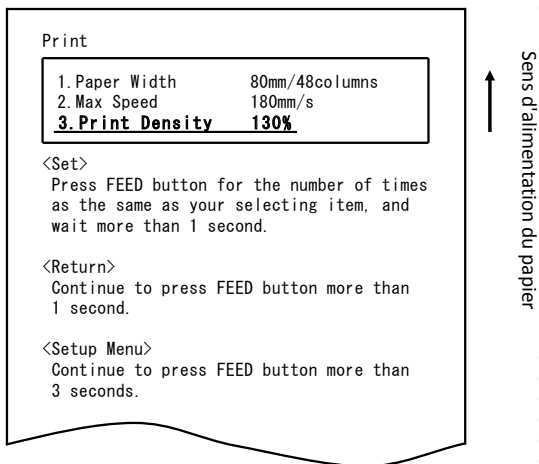 Print
1.Paper Width 80mm/48columns
2.Max Speed 180mm/s
3.Print Density 130%
<Set>
Press FEED button for the number of times
as the same as your selecting item, and
wait more than 1 second.
<Return>
Continue to press FEED button more than
1 second.
<Setup Menu>
Continue to press FEED button more than
3 seconds.
Sens d'alimentation du papier